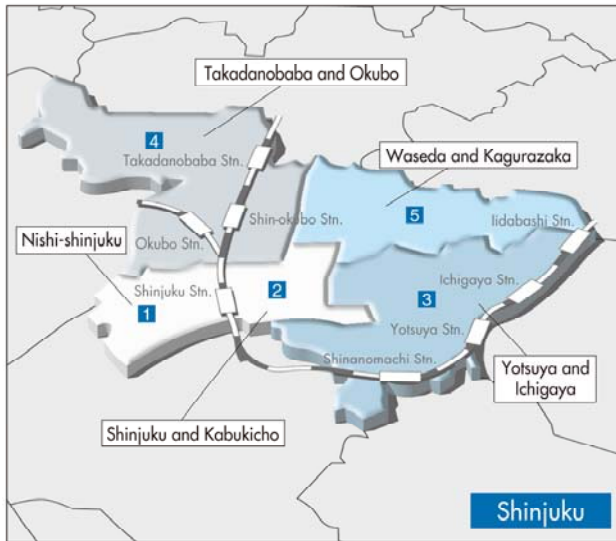 Takadanobaba and Okubo
4
Takadanobaba Stn.
Waseda and Kagurazaka
5
Shin-okubo Stn.
Iidabashi Stn.
Okubo Stn.
Nishi-shinjuku
Ichigaya Stn.
Shinjuku Stn.
2
3
1
Yotsuya Stn.
Shinanomachi Stn.
Yotsuya and
Ichigaya
Shinjuku and Kabukicho
Shinjuku